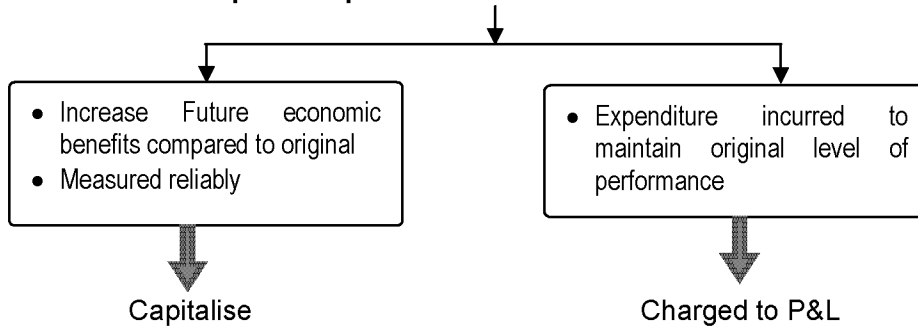 ● Increase Future economic
benefits compared to original
● Measured reliably
● Expenditure incurred to
maintain original level of
performance
Capitalise
Charged to P&L